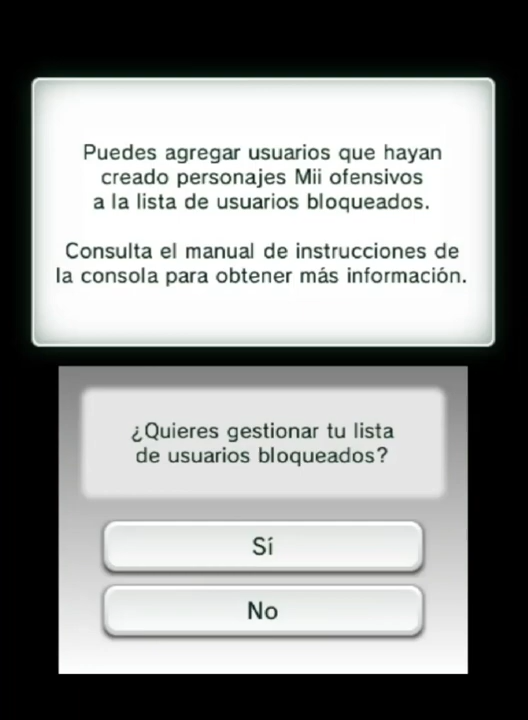 Puedes agregar usuarios que hayan
creado personajes Mii ofensivos
a la lista de usuarios bloqueados.
Consulta el manual de instrucciones de
la consola para obtener más información.
¿Quieres gestionar tu lista
de usuarios bloqueados?
Sí
No